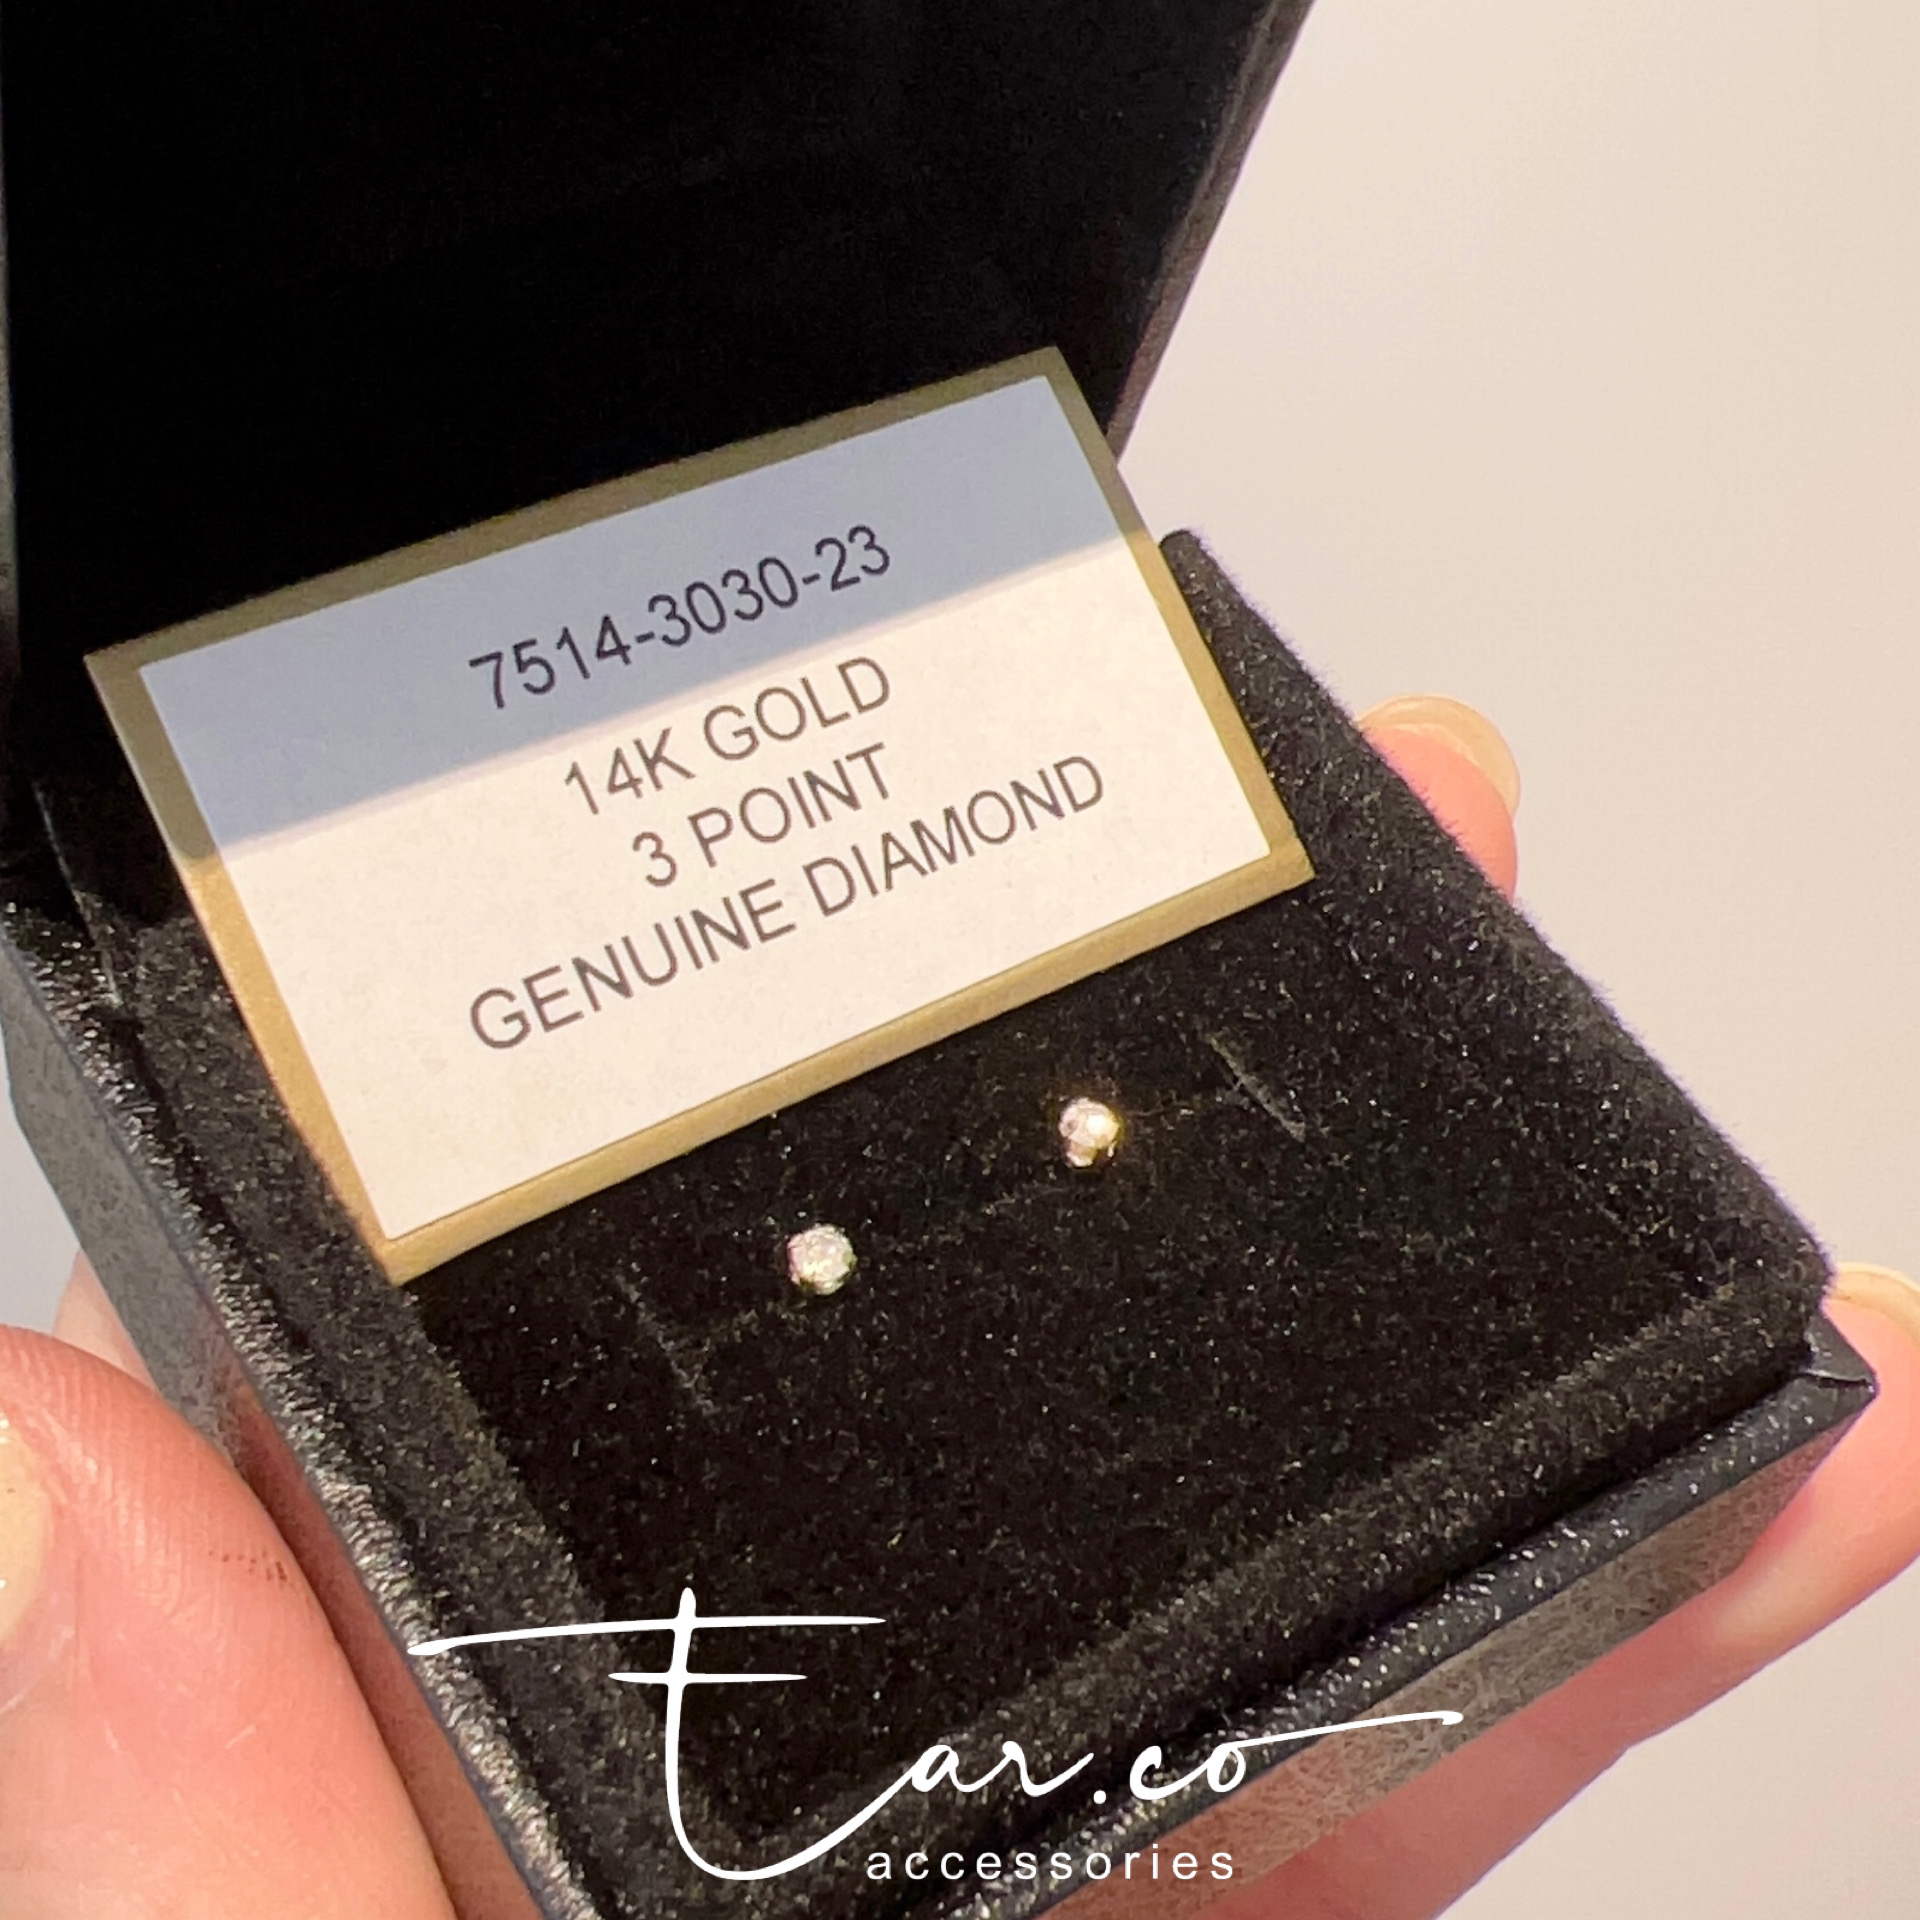 7514-3030-23
14K GOLD
3 POINT
GENUINE DIAMOND
Ear.co
accessories